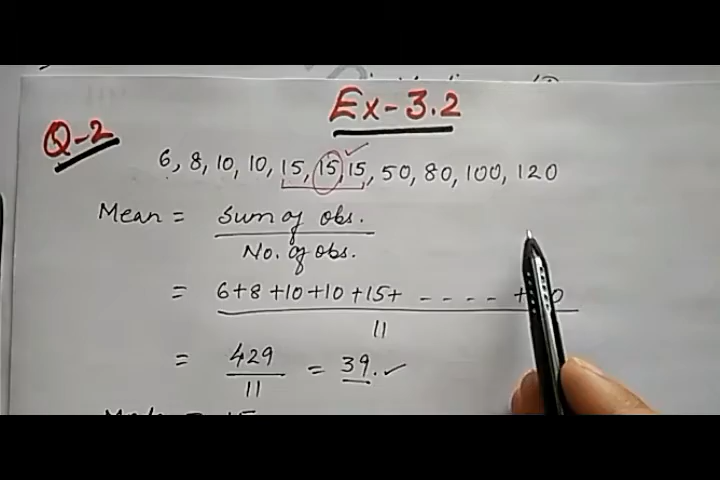 Ex-3.2
Q-2
6, 8, 10, 10, 15, 15, 15, 50, 80, 100, 120
Mean = Sum of obs.
No. of obs.
= 6+8+10+10+15+ - - - - +
11
= 429 = 39.
11
= 15